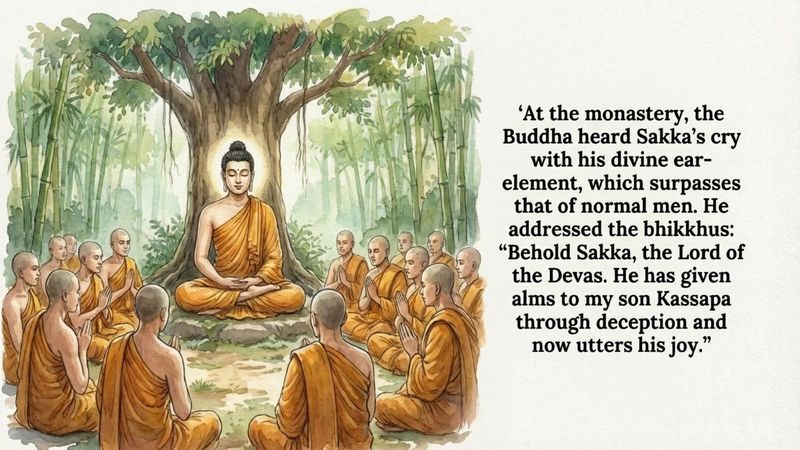 ‘At the monastery, the
Buddha heard Sakka’s cry
with his divine ear-
element, which surpasses
that of normal men. He
addressed the bhikkhus:
“Behold Sakka, the Lord of
the Devas. He has given
alms to my son Kassapa
through deception and
now utters his joy.”